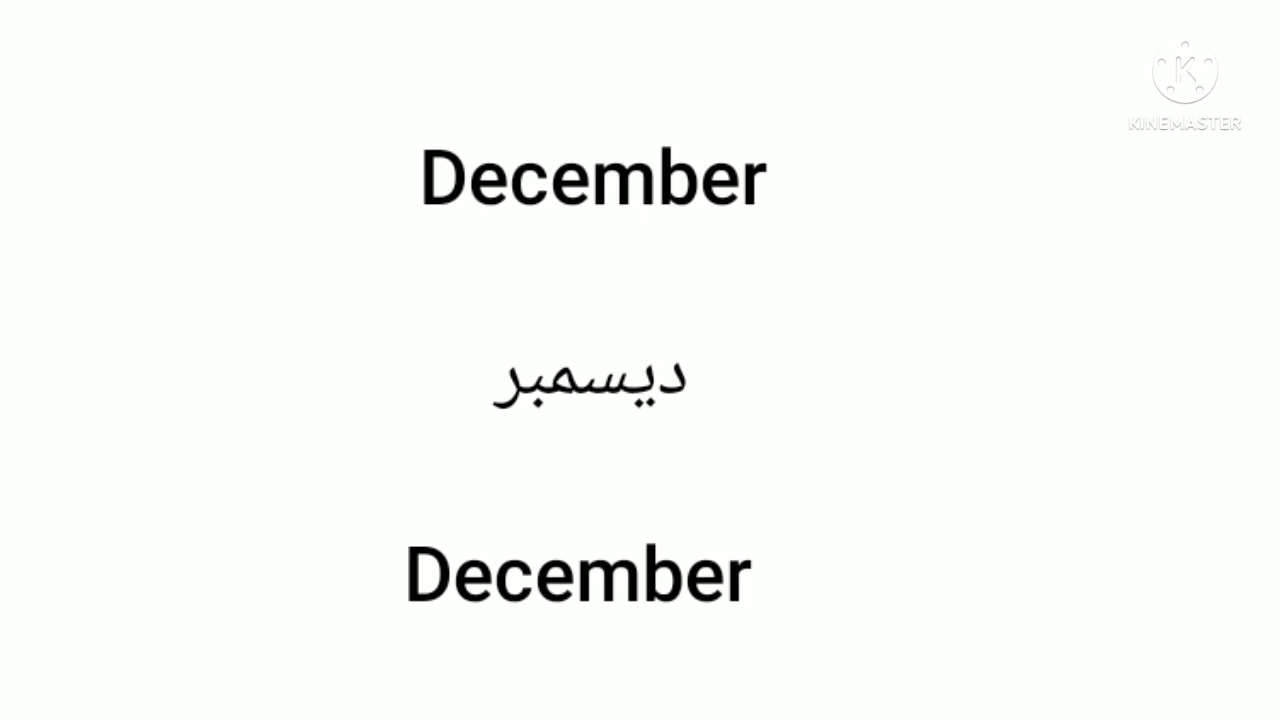 K
KINEMASTER
December
ديسمبر
December